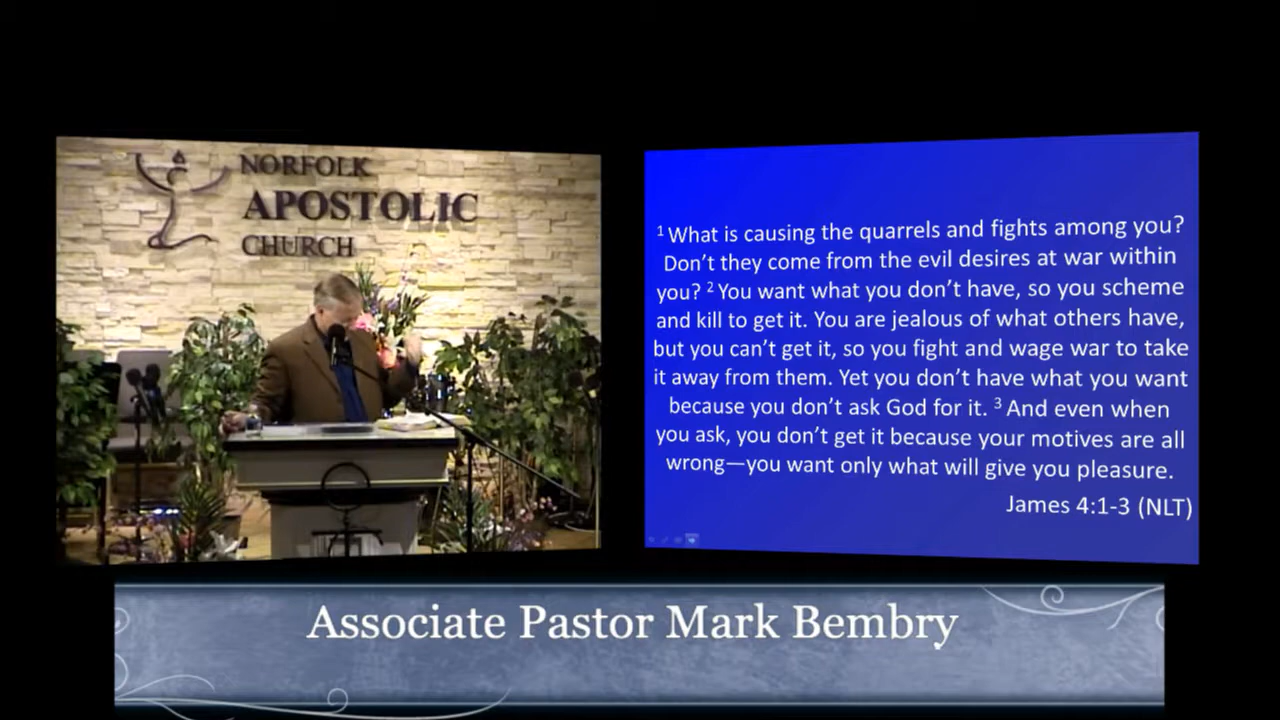 NORFOLK
APOSTOLIC
CHURCH
¹ What is causing the quarrels and fights among you?
Don't they come from the evil desires at war within
you? ² You want what you don't have, so you scheme
and kill to get it. You are jealous of what others have,
but you can't get it, so you fight and wage war to take
it away from them. Yet you don't have what you want
because you don't ask God for it. ³ And even when
you ask, you don't get it because your motives are all
wrong—you want only what will give you pleasure.
James 4:1-3 (NLT)
Associate Pastor Mark Bembry